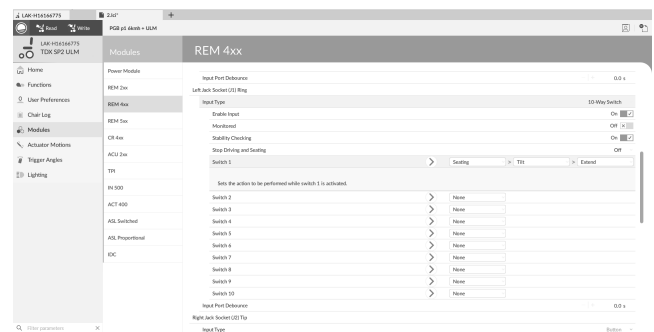 LAK-H16166775
2.lcl*
+
Read
Write
PGB p1 6kmh + ULM
LAK-H16166775
TDX SP2 ULM
Modules
REM 4xx
Home
Functions
User Preferences
Chair Log
Modules
Actuator Motions
Trigger Angles
Lighting
Filter parameters
Power Module
REM 2xx
REM 4xx
REM 5xx
CR 4xx
ACU 2xx
TPI
IN 500
ACT 400
ASL Switched
ASL Proportional
IDC
Input Port Debounce 0.0 s
Left Jack Socket (J1) Ring
Input Type 10-Way Switch
Enable Input On
Monitored Off
Stability Checking On
Stop Driving and Seating Off
Switch 1 > Seating > Tilt > Extend
Sets the action to be performed while switch 1 is activated.
Switch 2 > None
Switch 3 > None
Switch 4 > None
Switch 5 > None
Switch 6 > None
Switch 7 > None
Switch 8 > None
Switch 9 > None
Switch 10 > None
Input Port Debounce 0.0 s
Right Jack Socket (J2) Tip
Input Type Button